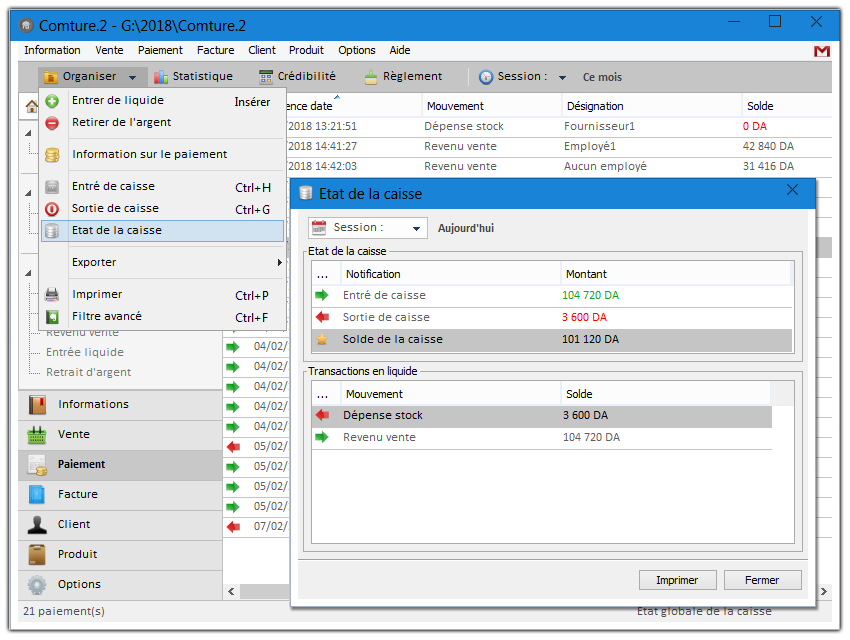 Comture.2 - G:\2018\Comture.2
Information Vente Paiement Facture Client Produit Options Aide
Organiser Statistique Crédibilité Règlement Session : Ce mois
Entrer de liquide Insérer
Retirer de l'argent
Information sur le paiement
Entré de caisse Ctrl+H
Sortie de caisse Ctrl+G
Etat de la caisse
Exporter
Imprimer Ctrl+P
Filtre avancé Ctrl+F
ence date Mouvement Désignation Solde
/2018 13:21:51 Dépense stock Fournisseur1 0 DA
/2018 14:41:27 Revenu vente Employé1 42 840 DA
/2018 14:42:03 Revenu vente Aucun employé 31 416 DA
Etat de la caisse
Session : Aujourd'hui
Etat de la caisse
... Notification Montant
Entré de caisse 104 720 DA
Sortie de caisse 3 600 DA
Solde de la caisse 101 120 DA
Transactions en liquide
... Mouvement Solde
Dépense stock 3 600 DA
Revenu vente 104 720 DA
Imprimer Fermer
Revenu vente
Entrée liquide
Retrait d'argent
04/02/
04/02/
04/02/
04/02/
04/02/
05/02/
05/02/
05/02/
05/02/
07/02/
Informations
Vente
Paiement
Facture
Client
Produit
Options
21 paiement(s) Etat globale de la caisse